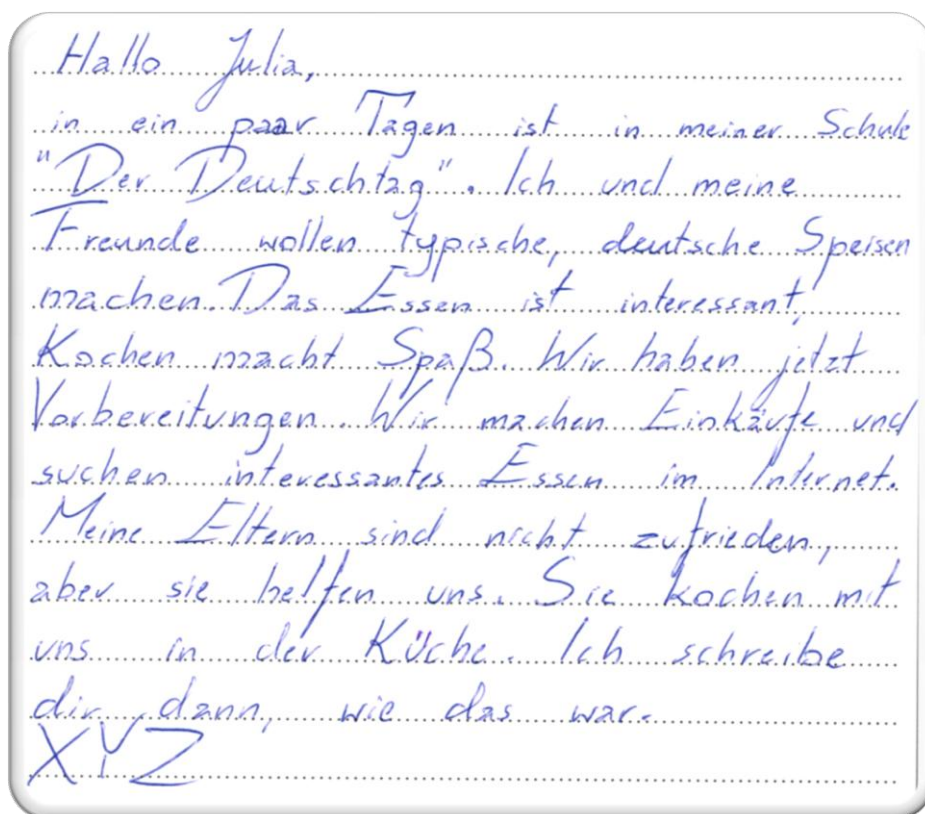 Hallo Julia,
in ein paar Tagen ist in meiner Schule
"Der Deutschtag". Ich und meine
Freunde wollen typische, deutsche Speisen
machen. Das Essen ist interessant,
Kochen macht Spaß. Wir haben jetzt
Vorbereitungen. Wir machen Einkäufe und
suchen interessantes Essen im Internet.
Meine Eltern sind nicht zufrieden,
aber sie helfen uns. Sie kochen mit
uns in der Küche. Ich schreibe
dir dann, wie das war.
XYZ